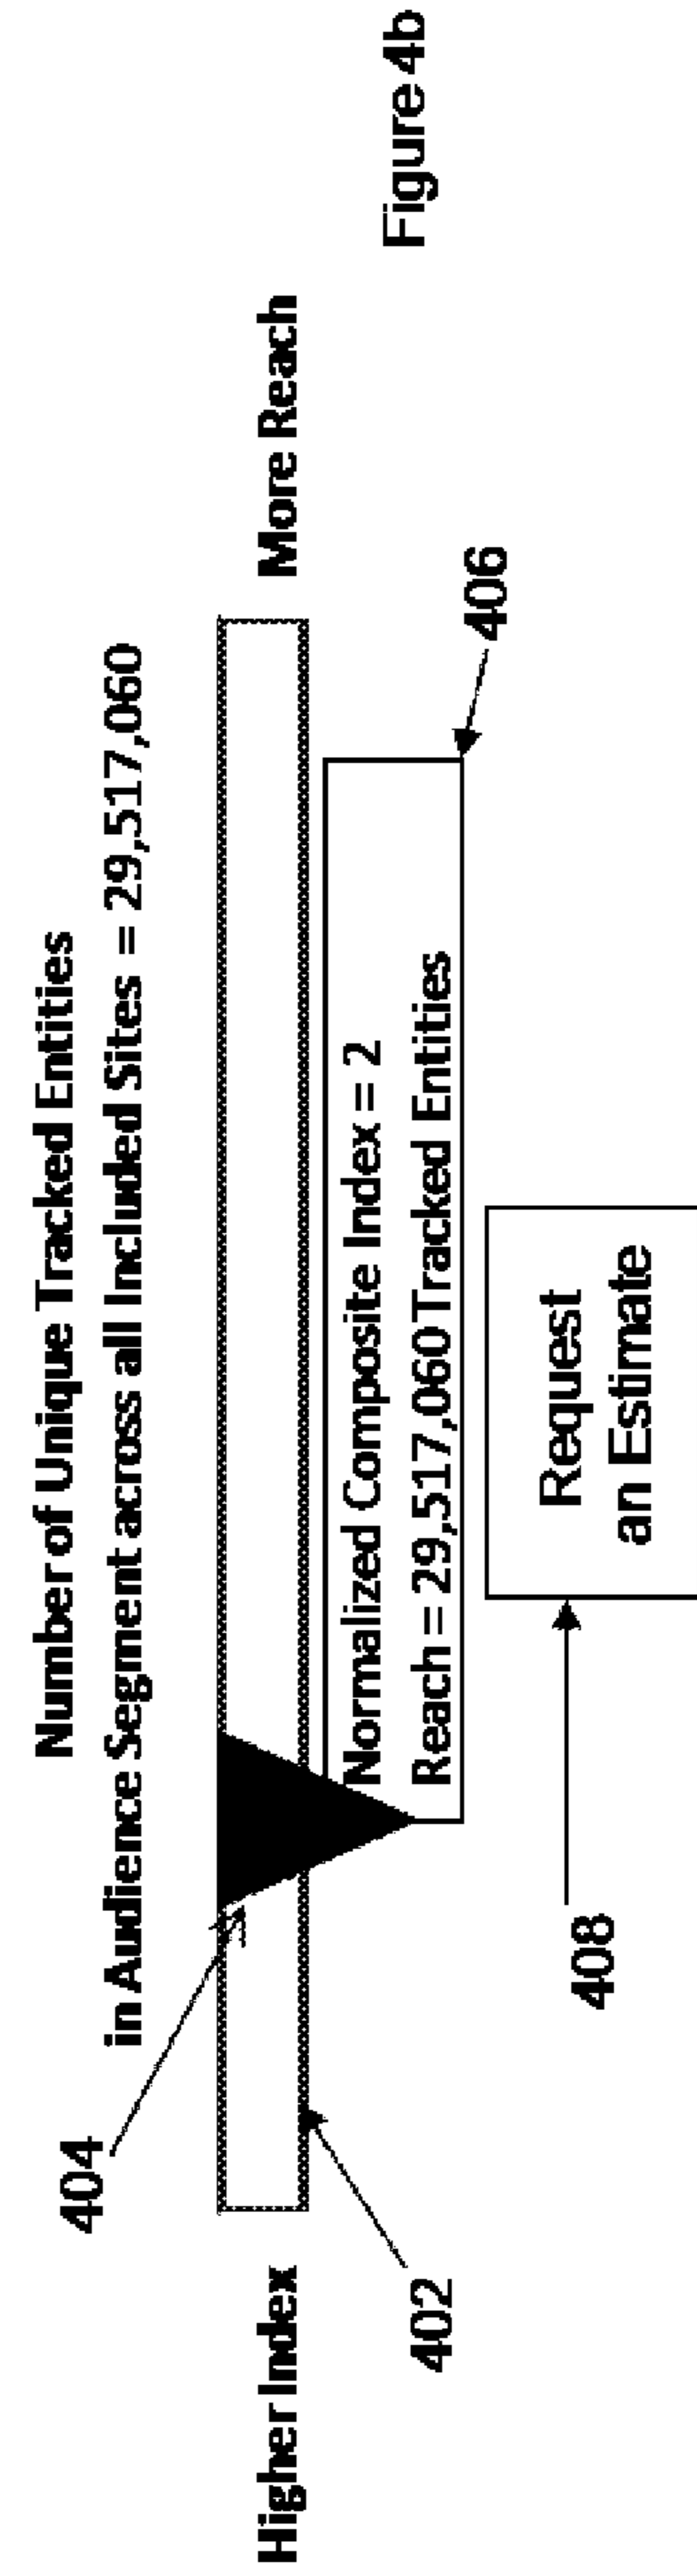 Number of Unique Tracked Entities
in Audience Segment across all Included Sites = 29,517,060
404
Higher Index
More Reach
402
Normalized Composite Index = 2
Reach = 29,517,060 Tracked Entities
406
408
Request
an Estimate
Figure 4b